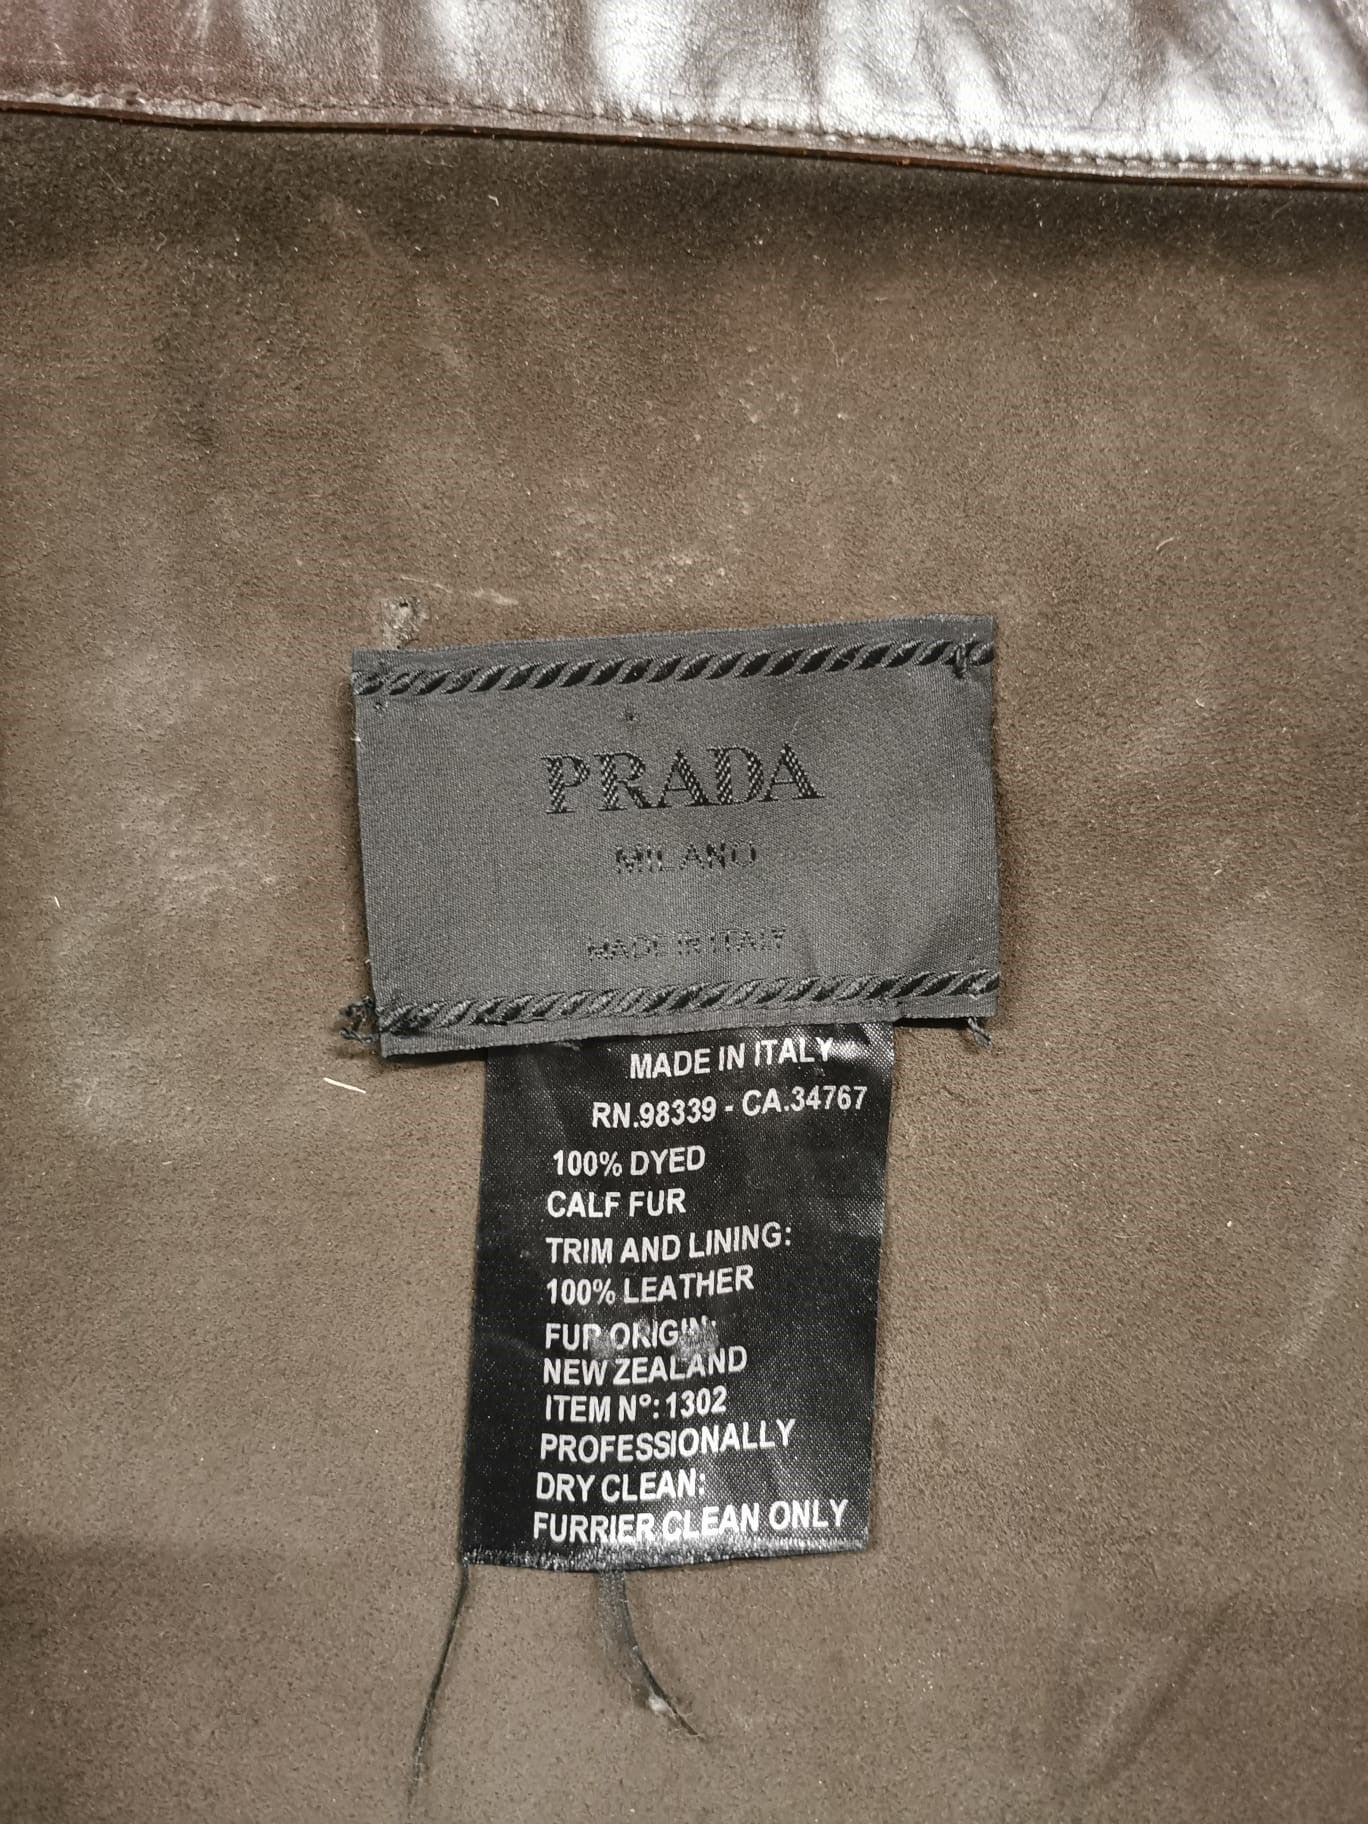 PRADA
MILANO
MADE IN ITALY
MADE IN ITALY
RN.98339 - CA.34767
100% DYED
CALF FUR
TRIM AND LINING:
100% LEATHER
FUR ORIGIN:
NEW ZEALAND
ITEM Nº: 1302
PROFESSIONALLY
DRY CLEAN:
FURRIER CLEAN ONLY